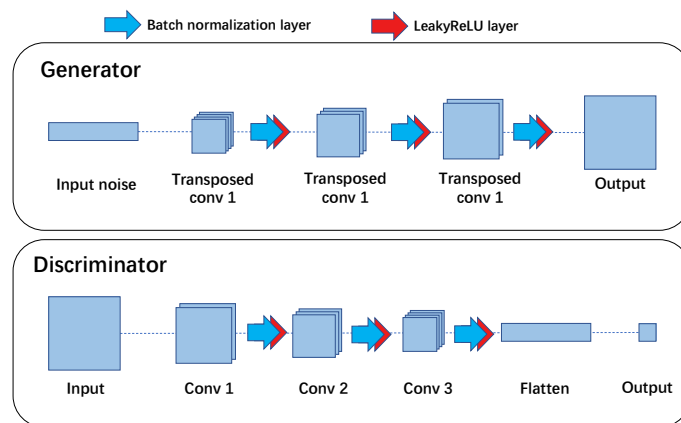 Batch normalization layer
LeakyReLU layer
Generator
Input noise
Transposed
conv 1
Transposed
conv 1
Transposed
conv 1
Output
Discriminator
Input
Conv 1
Conv 2
Conv 3
Flatten
Output